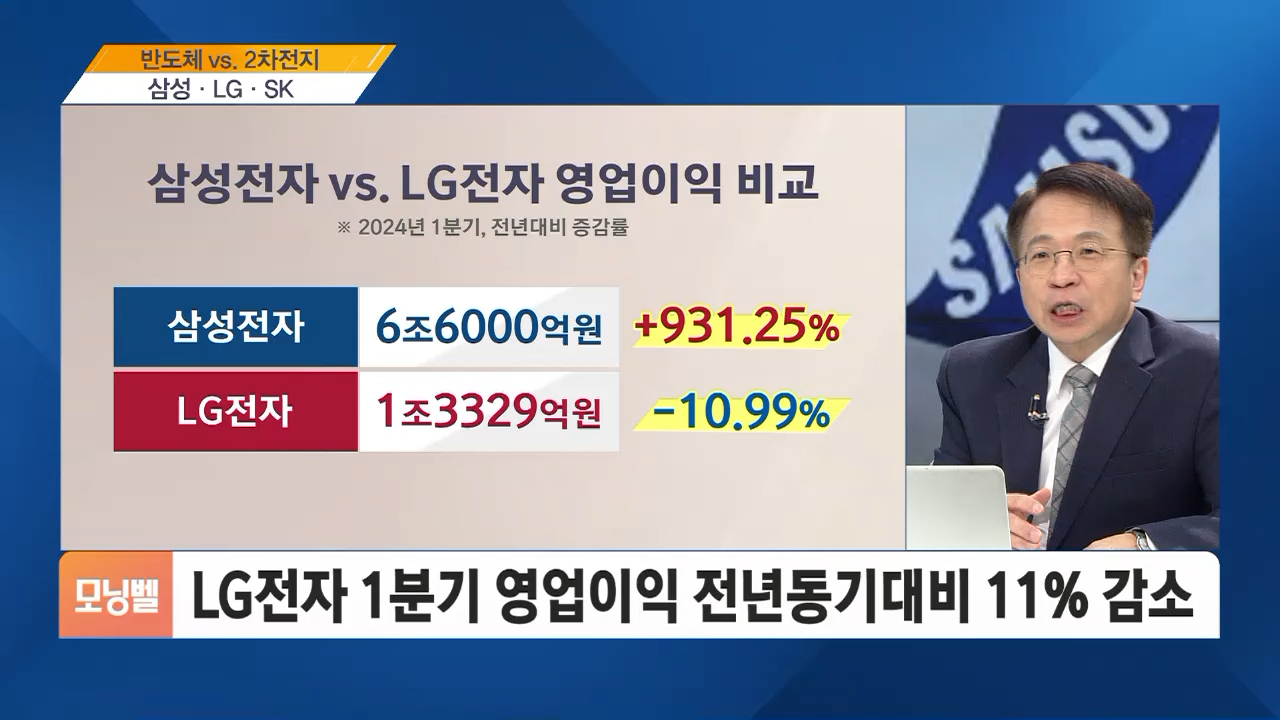 반도체 vs. 2차전지
삼성 · LG · SK
삼성전자 vs. LG전자 영업이익 비교
※ 2024년 1분기, 전년대비 증감률
삼성전자 6조6000억원 +931.25%
LG전자 1조3329억원 -10.99%
SAMSU
모닝벨
LG전자 1분기 영업이익 전년동기대비 11% 감소